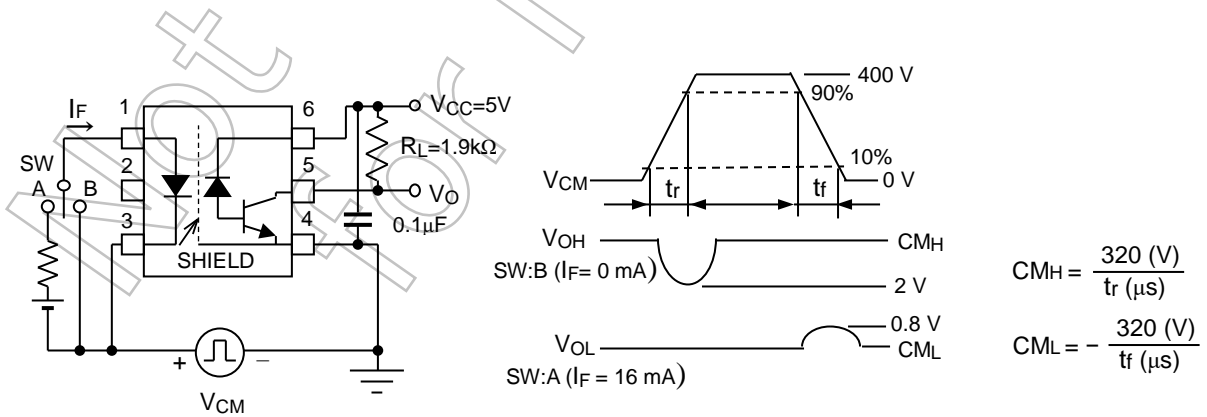 Not
for
IF
1
6
VCC=5V
SW
2
5
RL=1.9kΩ
A
B
VO
3
4
0.1μF
SHIELD
+
−
VCM
400 V
90%
10%
VCM
tr
tf
0 V
VOH
CMH
SW:B (IF= 0 mA)
2 V
0.8 V
VOL
CML
SW:A (IF = 16 mA)
CMH = 320 (V) / tr (μs)
CML = − 320 (V) / tf (μs)